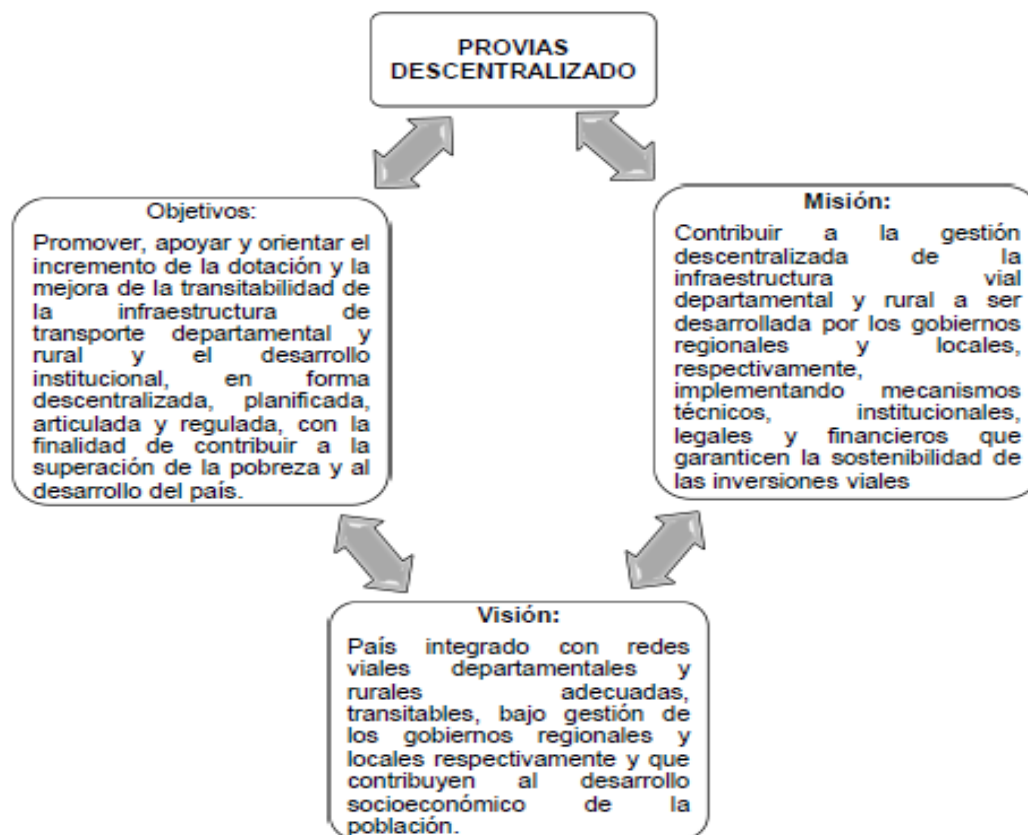 PROVIAS
DESCENTRALIZADO
Objetivos:
Promover, apoyar y orientar el
incremento de la dotación y la
mejora de la transitabilidad de
la infraestructura de
transporte departamental y
rural y el desarrollo
institucional, en forma
descentralizada, planificada,
articulada y regulada, con la
finalidad de contribuir a la
superación de la pobreza y al
desarrollo del país.
Misión:
Contribuir a la gestión
descentralizada de la
infraestructura vial
departamental y rural a ser
desarrollada por los gobiernos
regionales y locales,
respectivamente,
implementando mecanismos
técnicos, institucionales,
legales y financieros que
garanticen la sostenibilidad de
las inversiones viales
Visión:
País integrado con redes
viales departamentales y
rurales adecuadas,
transitables, bajo gestión de
los gobiernos regionales y
locales respectivamente y que
contribuyen al desarrollo
socioeconómico de la
población.